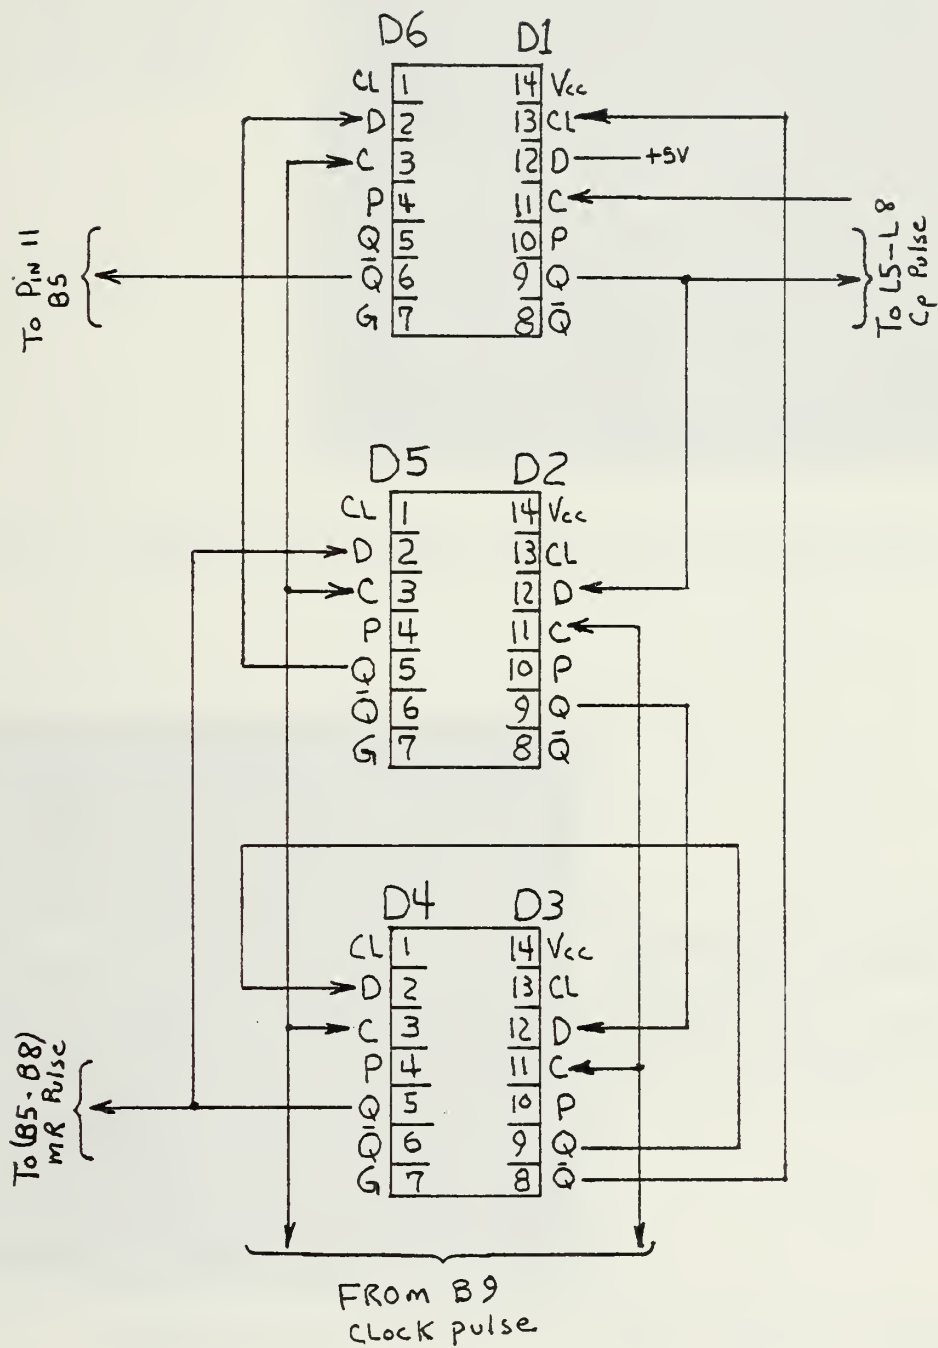 D6 D1
CL 1 14 Vcc
D 2 13 CL
C 3 12 D +5V
P 4 11 C
Q 5 10 P
Q̄ 6 9 Q
G 7 8 Q̄
To Pin 11
B5
To L5-L8
Cp Pulse
D5 D2
CL 1 14 Vcc
D 2 13 CL
C 3 12 D
P 4 11 C
Q 5 10 P
Q̄ 6 9 Q
G 7 8 Q̄
D4 D3
CL 1 14 Vcc
D 2 13 CL
C 3 12 D
P 4 11 C
Q 5 10 P
Q̄ 6 9 Q
G 7 8 Q̄
To (B5-B8)
MR Pulse
FROM B9
CLOCK pulse